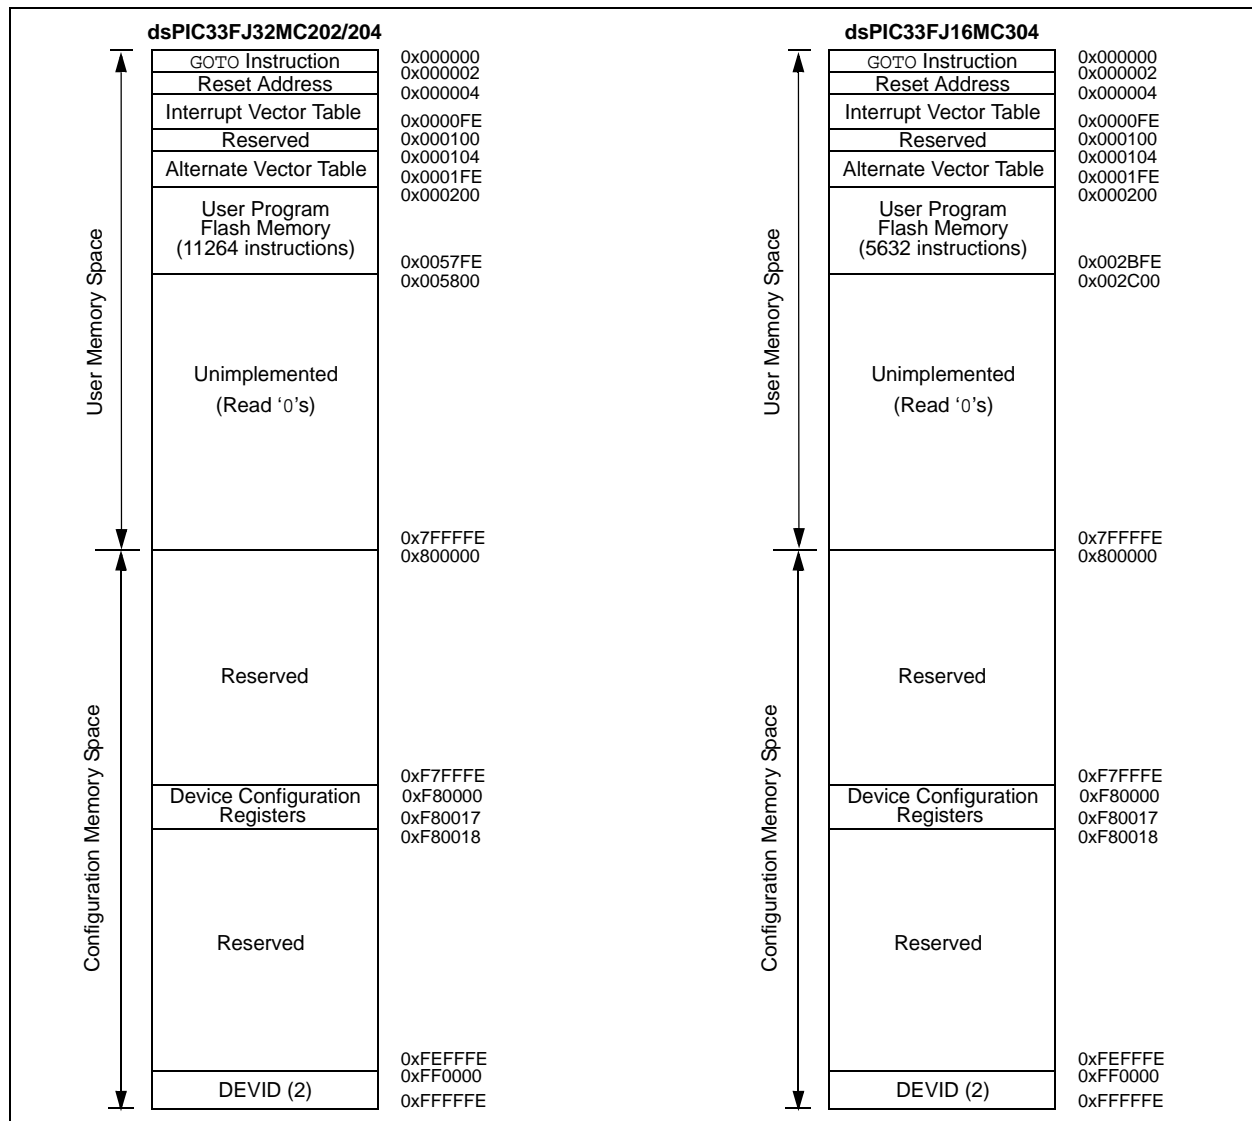 dsPIC33FJ32MC202/204
GOTO Instruction
0x000000
Reset Address
0x000002
0x000004
Interrupt Vector Table
0x0000FE
Reserved
0x000100
0x000104
Alternate Vector Table
0x0001FE
0x000200
User Program
Flash Memory
(11264 instructions)
0x0057FE
0x005800
User Memory Space
Unimplemented
(Read ‘0’s)
0x7FFFFE
0x800000
Reserved
Configuration Memory Space
0xF7FFFE
Device Configuration
Registers
0xF80000
0xF80017
0xF80018
Reserved
0xFEFFFE
0xFF0000
DEVID (2)
0xFFFFFE
dsPIC33FJ16MC304
GOTO Instruction
0x000000
Reset Address
0x000002
0x000004
Interrupt Vector Table
0x0000FE
Reserved
0x000100
0x000104
Alternate Vector Table
0x0001FE
0x000200
User Program
Flash Memory
(5632 instructions)
0x002BFE
0x002C00
User Memory Space
Unimplemented
(Read ‘0’s)
0x7FFFFE
0x800000
Reserved
Configuration Memory Space
0xF7FFFE
Device Configuration
Registers
0xF80000
0xF80017
0xF80018
Reserved
0xFEFFFE
0xFF0000
DEVID (2)
0xFFFFFE